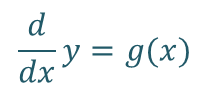 d/dx y = g(x)